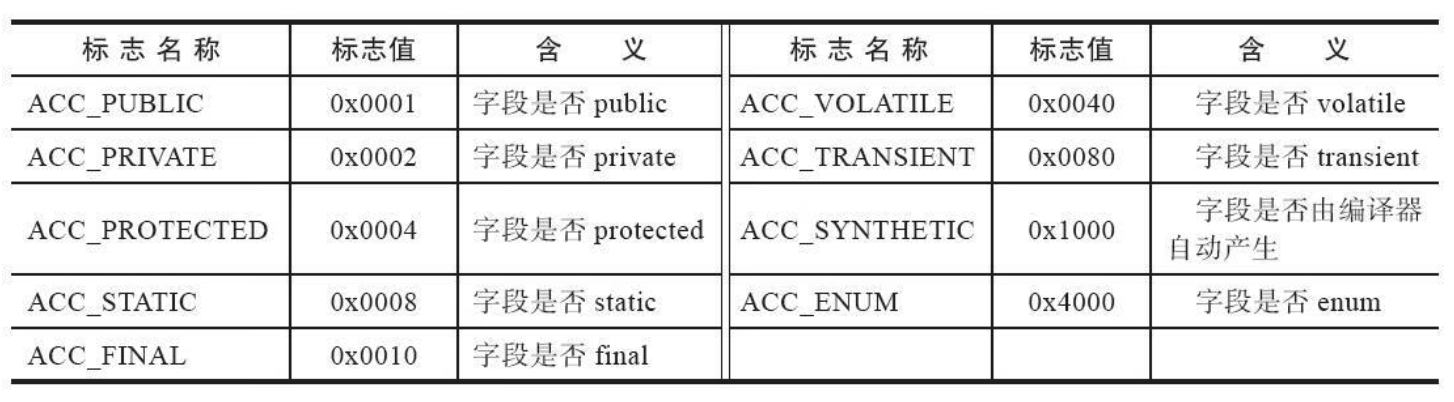 标志名称 标志值 含义 标志名称 标志值 含义
ACC_PUBLIC 0x0001 字段是否 public ACC_VOLATILE 0x0040 字段是否 volatile
ACC_PRIVATE 0x0002 字段是否 private ACC_TRANSIENT 0x0080 字段是否 transient
ACC_PROTECTED 0x0004 字段是否 protected ACC_SYNTHETIC 0x1000 字段是否由编译器
自动产生
ACC_STATIC 0x0008 字段是否 static ACC_ENUM 0x4000 字段是否 enum
ACC_FINAL 0x0010 字段是否 final